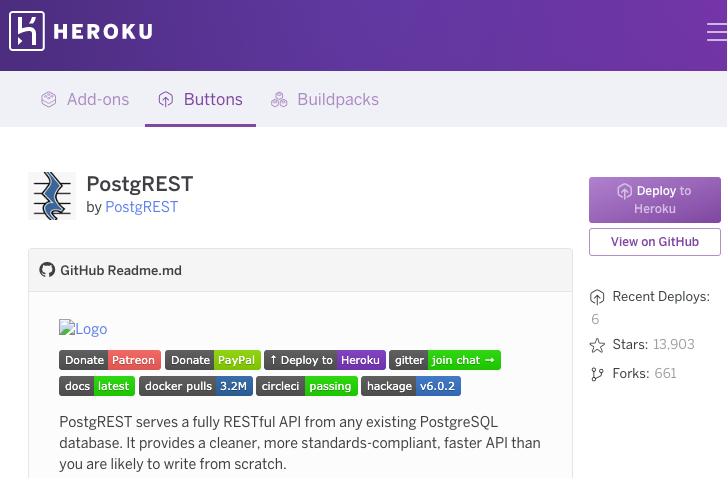 HEROKU
Add-ons Buttons Buildpacks
PostgREST
by PostgREST
Deploy to
Heroku
View on GitHub
GitHub Readme.md
Recent Deploys:
6
Stars: 13,903
Forks: 661
Logo
Donate Patreon Donate PayPal ↑ Deploy to Heroku gitter join chat →
docs latest docker pulls 3.2M circleci passing hackage v6.0.2
PostgREST serves a fully RESTful API from any existing PostgreSQL
database. It provides a cleaner, more standards-compliant, faster API than
you are likely to write from scratch.